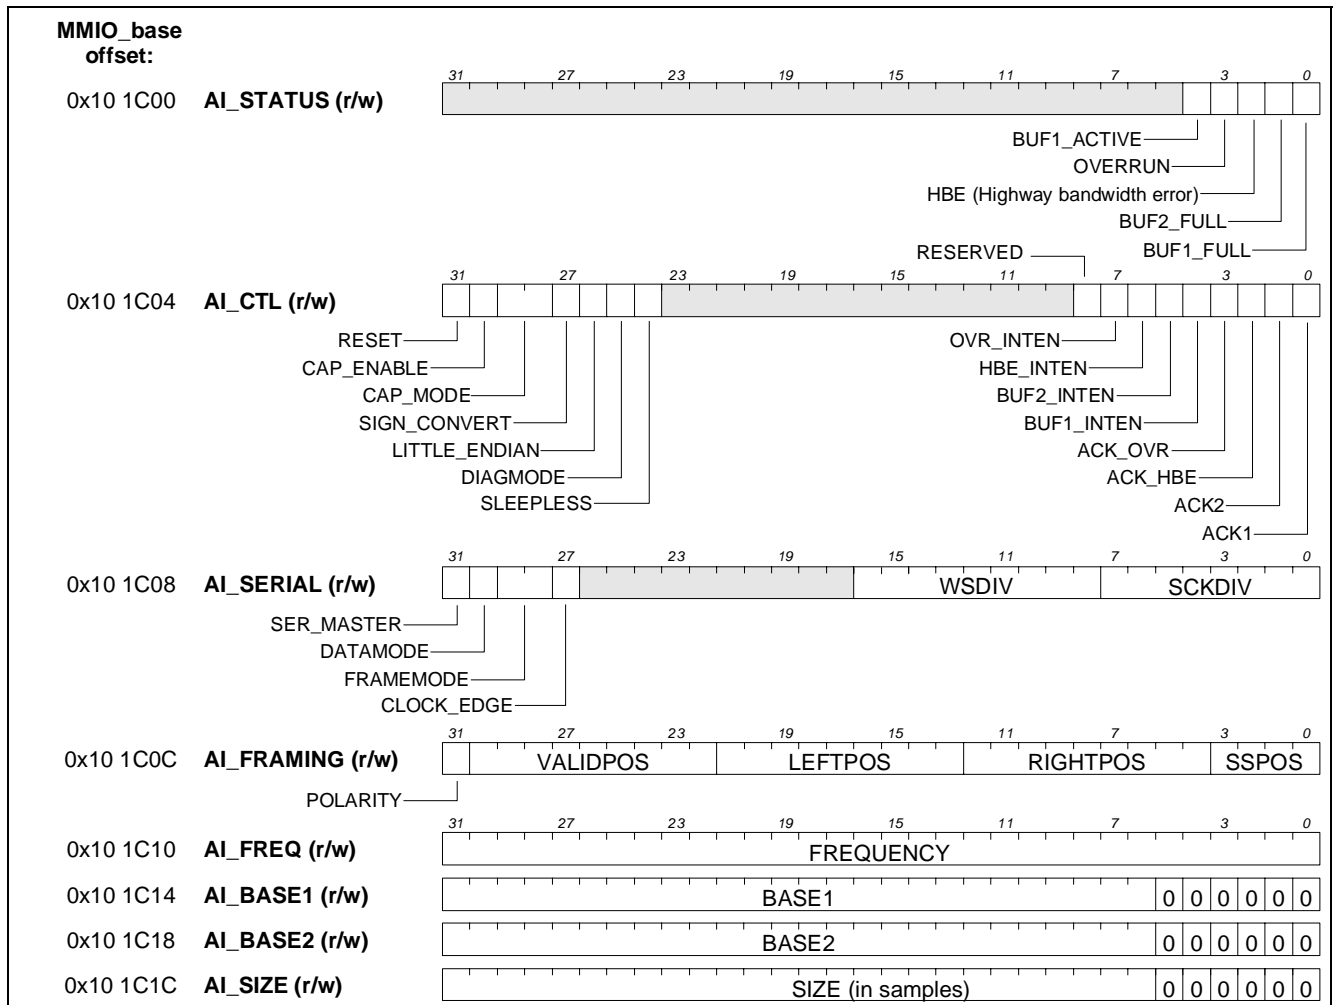 MMIO_base
offset:
31 27 23 19 15 11 7 3 0
0x10 1C00 AI_STATUS (r/w)
BUF1_ACTIVE
OVERRUN
HBE (Highway bandwidth error)
BUF2_FULL
BUF1_FULL
RESERVED
31 27 23 19 15 11 7 3 0
0x10 1C04 AI_CTL (r/w)
RESET OVR_INTEN
CAP_ENABLE HBE_INTEN
CAP_MODE BUF2_INTEN
SIGN_CONVERT BUF1_INTEN
LITTLE_ENDIAN ACK_OVR
DIAGMODE ACK_HBE
SLEEPLESS ACK2
ACK1
31 27 23 19 15 11 7 3 0
0x10 1C08 AI_SERIAL (r/w) WSDIV SCKDIV
SER_MASTER
DATAMODE
FRAMEMODE
CLOCK_EDGE
31 27 23 19 15 11 7 3 0
0x10 1C0C AI_FRAMING (r/w) VALIDPOS LEFTPOS RIGHTPOS SSPOS
POLARITY
31 27 23 19 15 11 7 3 0
0x10 1C10 AI_FREQ (r/w) FREQUENCY
0x10 1C14 AI_BASE1 (r/w) BASE1 0 0 0 0 0 0
0x10 1C18 AI_BASE2 (r/w) BASE2 0 0 0 0 0 0
0x10 1C1C AI_SIZE (r/w) SIZE (in samples) 0 0 0 0 0 0